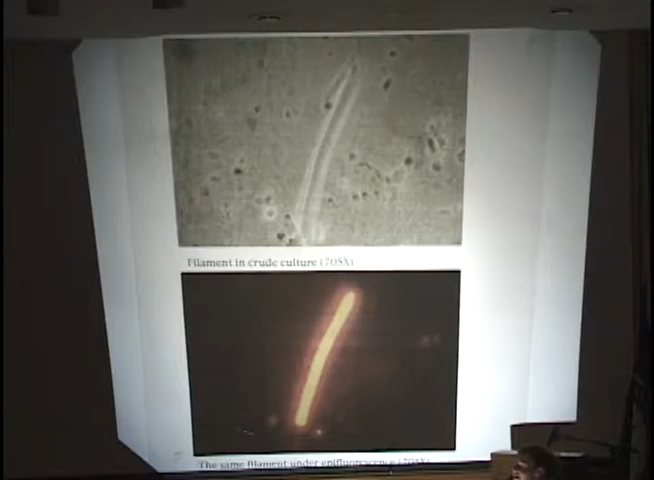 Filament in crude culture (705X)
The same filament under epifluorescence (705X)